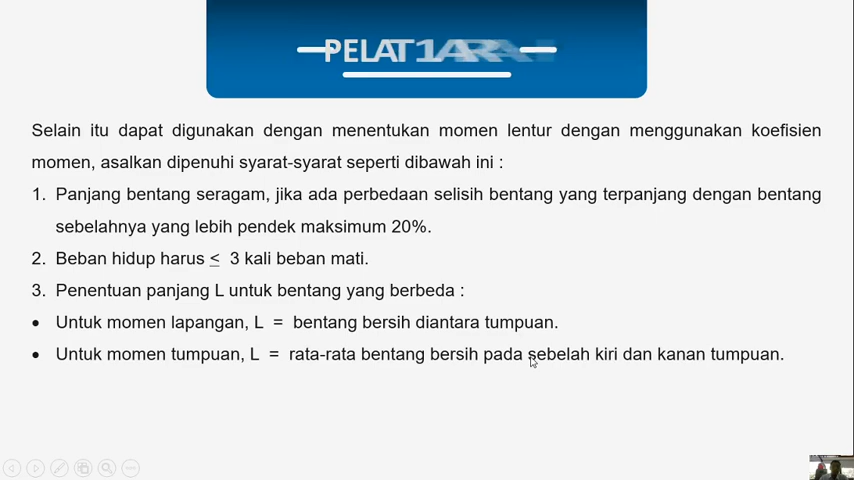 Selain itu dapat digunakan dengan menentukan momen lentur dengan menggunakan koefisien
momen, asalkan dipenuhi syarat-syarat seperti dibawah ini :
1. Panjang bentang seragam, jika ada perbedaan selisih bentang yang terpanjang dengan bentang
sebelahnya yang lebih pendek maksimum 20%.
2. Beban hidup harus ≤ 3 kali beban mati.
3. Penentuan panjang L untuk bentang yang berbeda :
• Untuk momen lapangan, L = bentang bersih diantara tumpuan.
• Untuk momen tumpuan, L = rata-rata bentang bersih pada sebelah kiri dan kanan tumpuan.